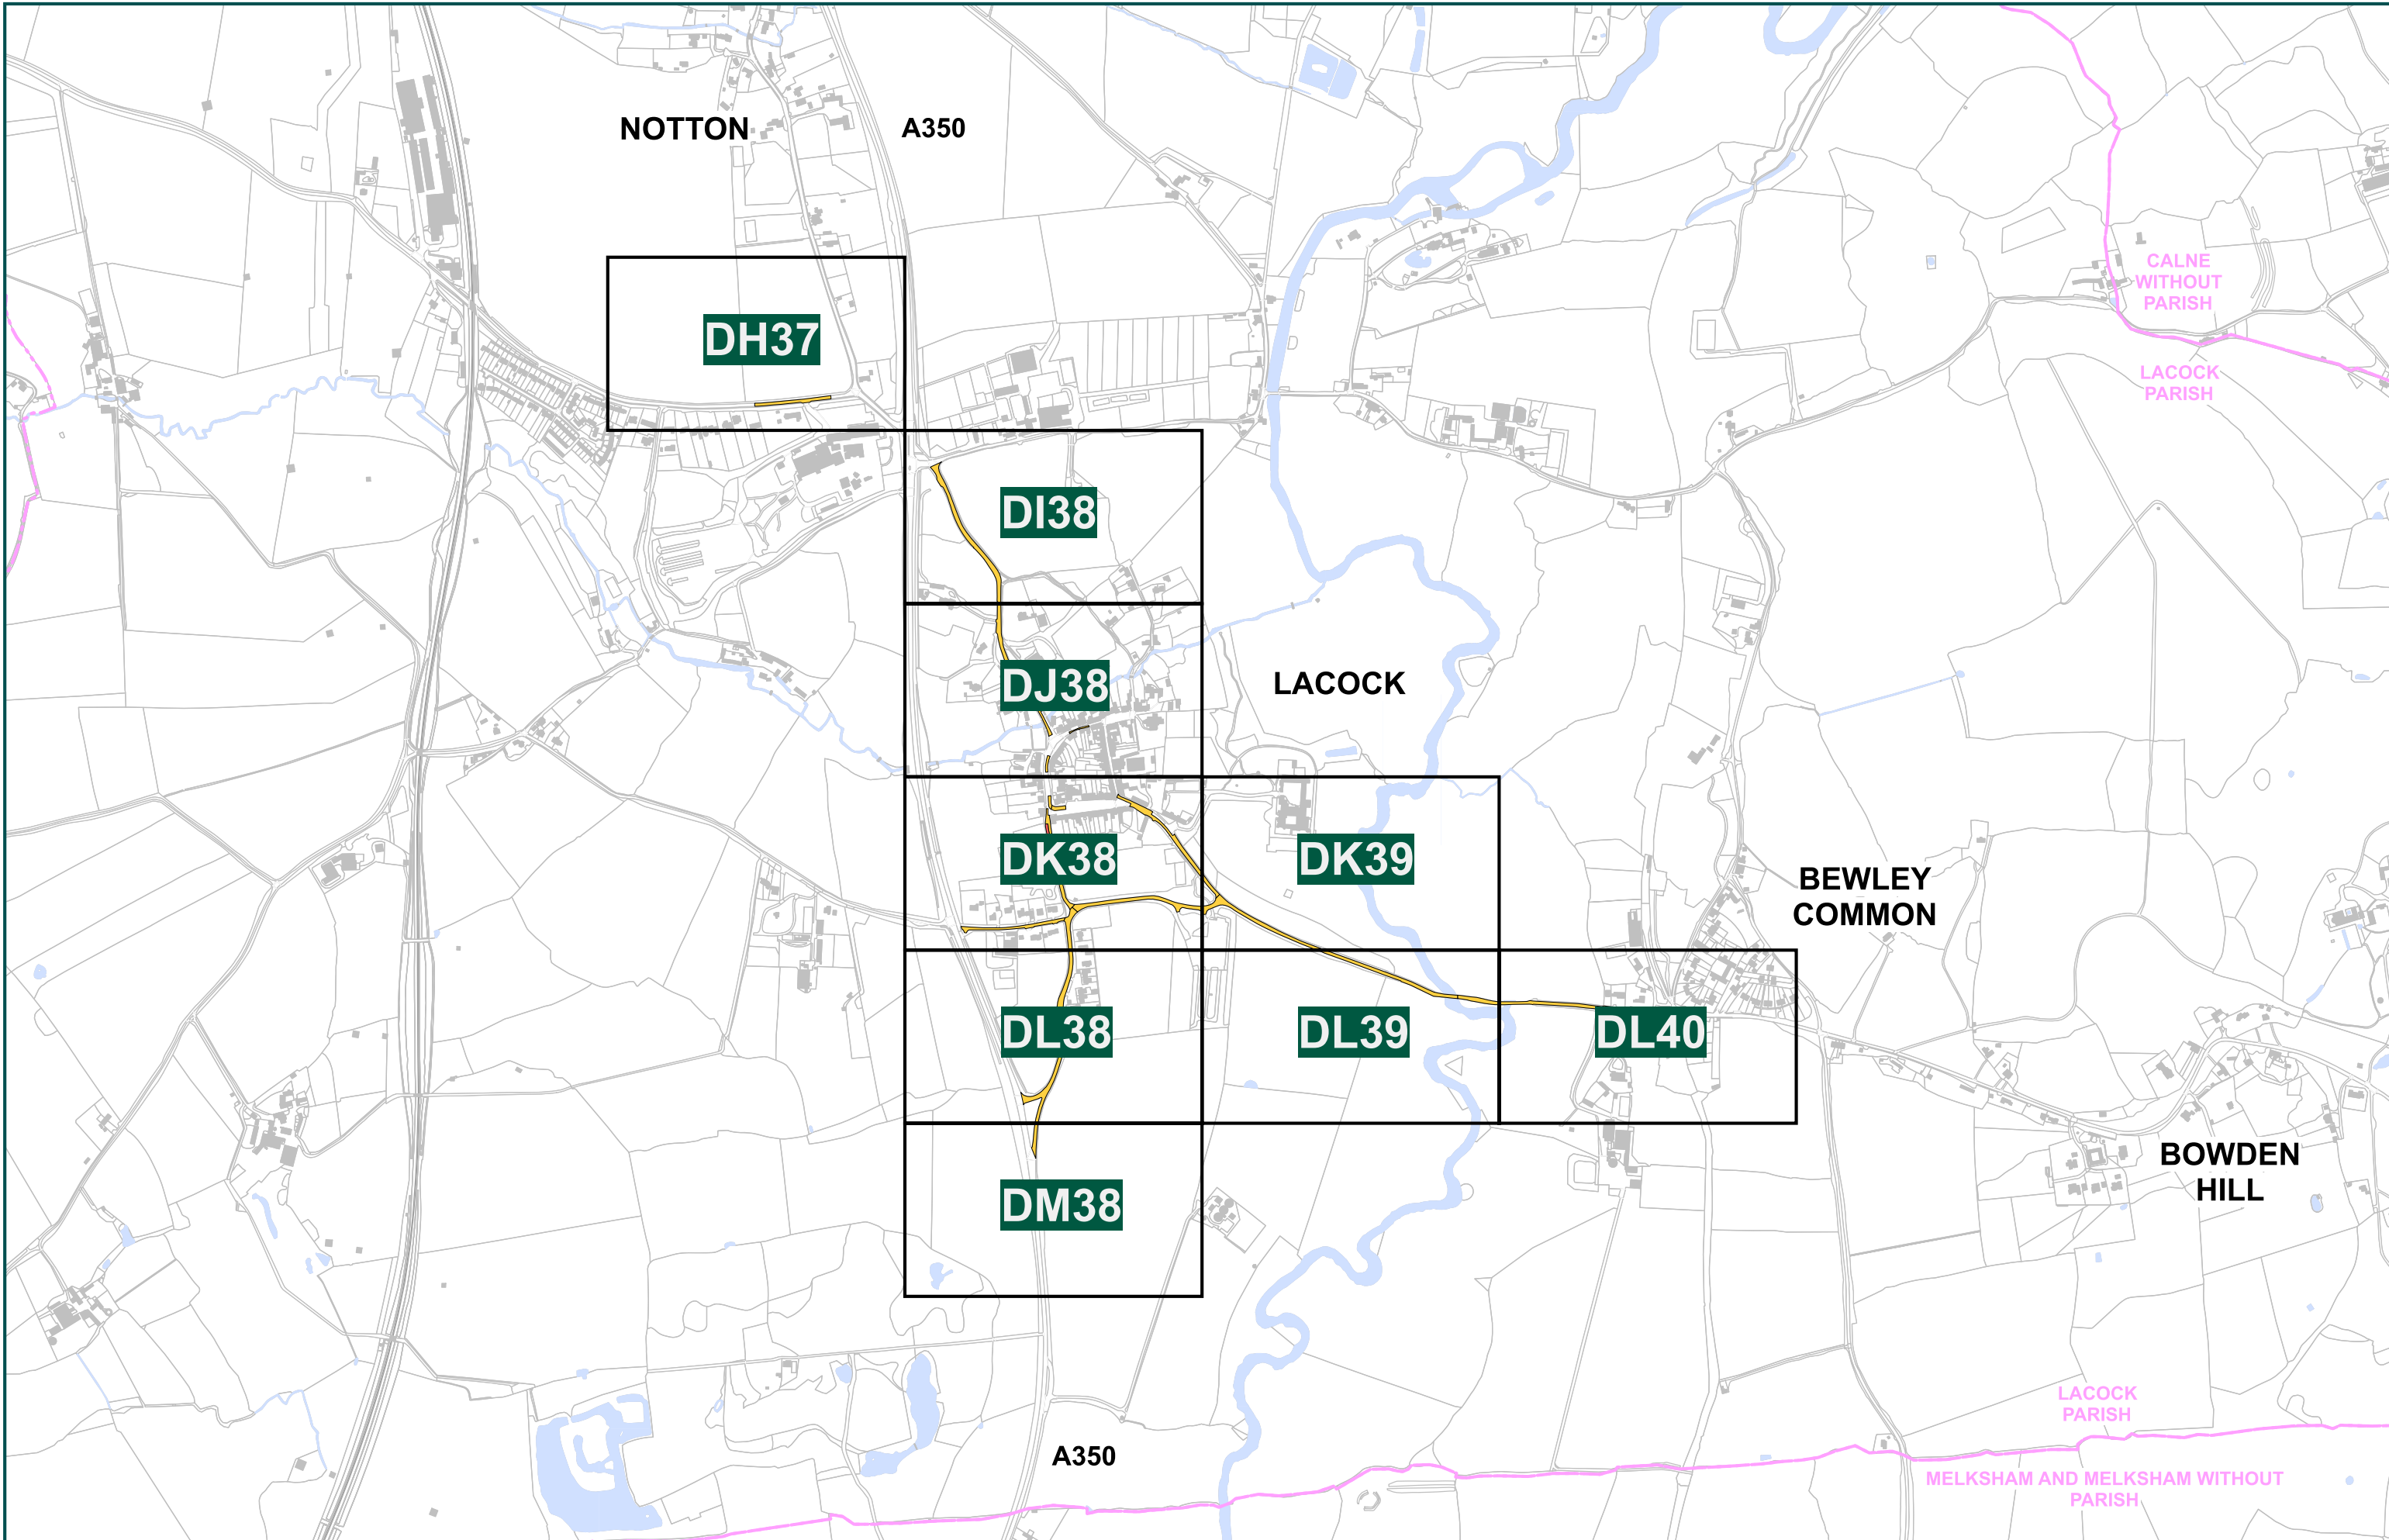 NOTTON
A350
CALNE
WITHOUT
PARISH
DH37
LACOCK
PARISH
DI38
DJ38
LACOCK
DK38
DK39
BEWLEY
COMMON
DL38
DL39
DL40
BOWDEN
HILL
DM38
LACOCK
PARISH
A350
MELKSHAM AND MELKSHAM WITHOUT
PARISH